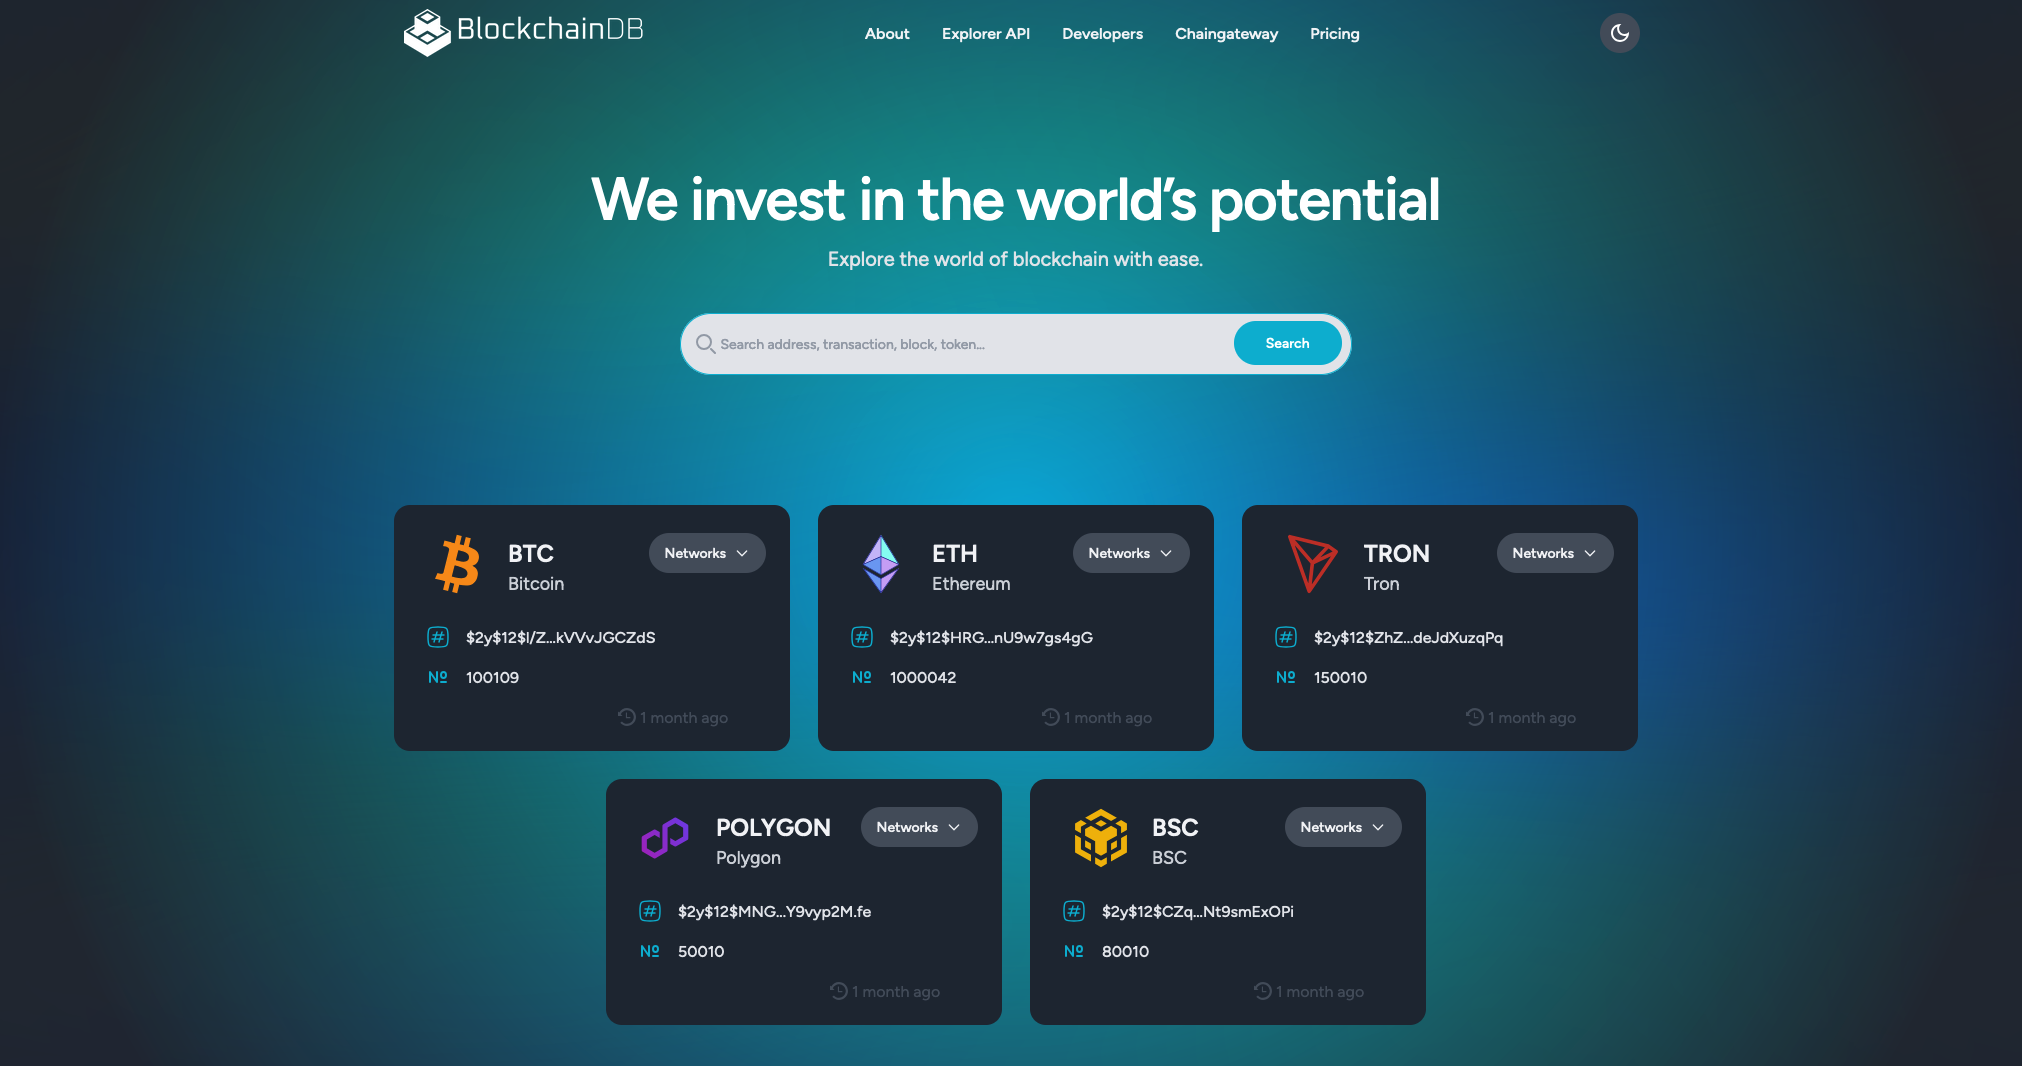 BlockchainDB
About Explorer API Developers Chaingateway Pricing
We invest in the world’s potential
Explore the world of blockchain with ease.
Search address, transaction, block, token...
Search
BTC
Networks
Bitcoin
$2y$12$l/Z...kVVvJGCZdS
Nº 100109
1 month ago
ETH
Networks
Ethereum
$2y$12$HRG...nU9w7gs4gG
Nº 1000042
1 month ago
TRON
Networks
Tron
$2y$12$ZhZ...deJdXuzqPq
Nº 150010
1 month ago
POLYGON
Networks
Polygon
$2y$12$MNG...Y9vyp2M.fe
Nº 50010
1 month ago
BSC
Networks
BSC
$2y$12$CZq...Nt9smExOPi
Nº 80010
1 month ago